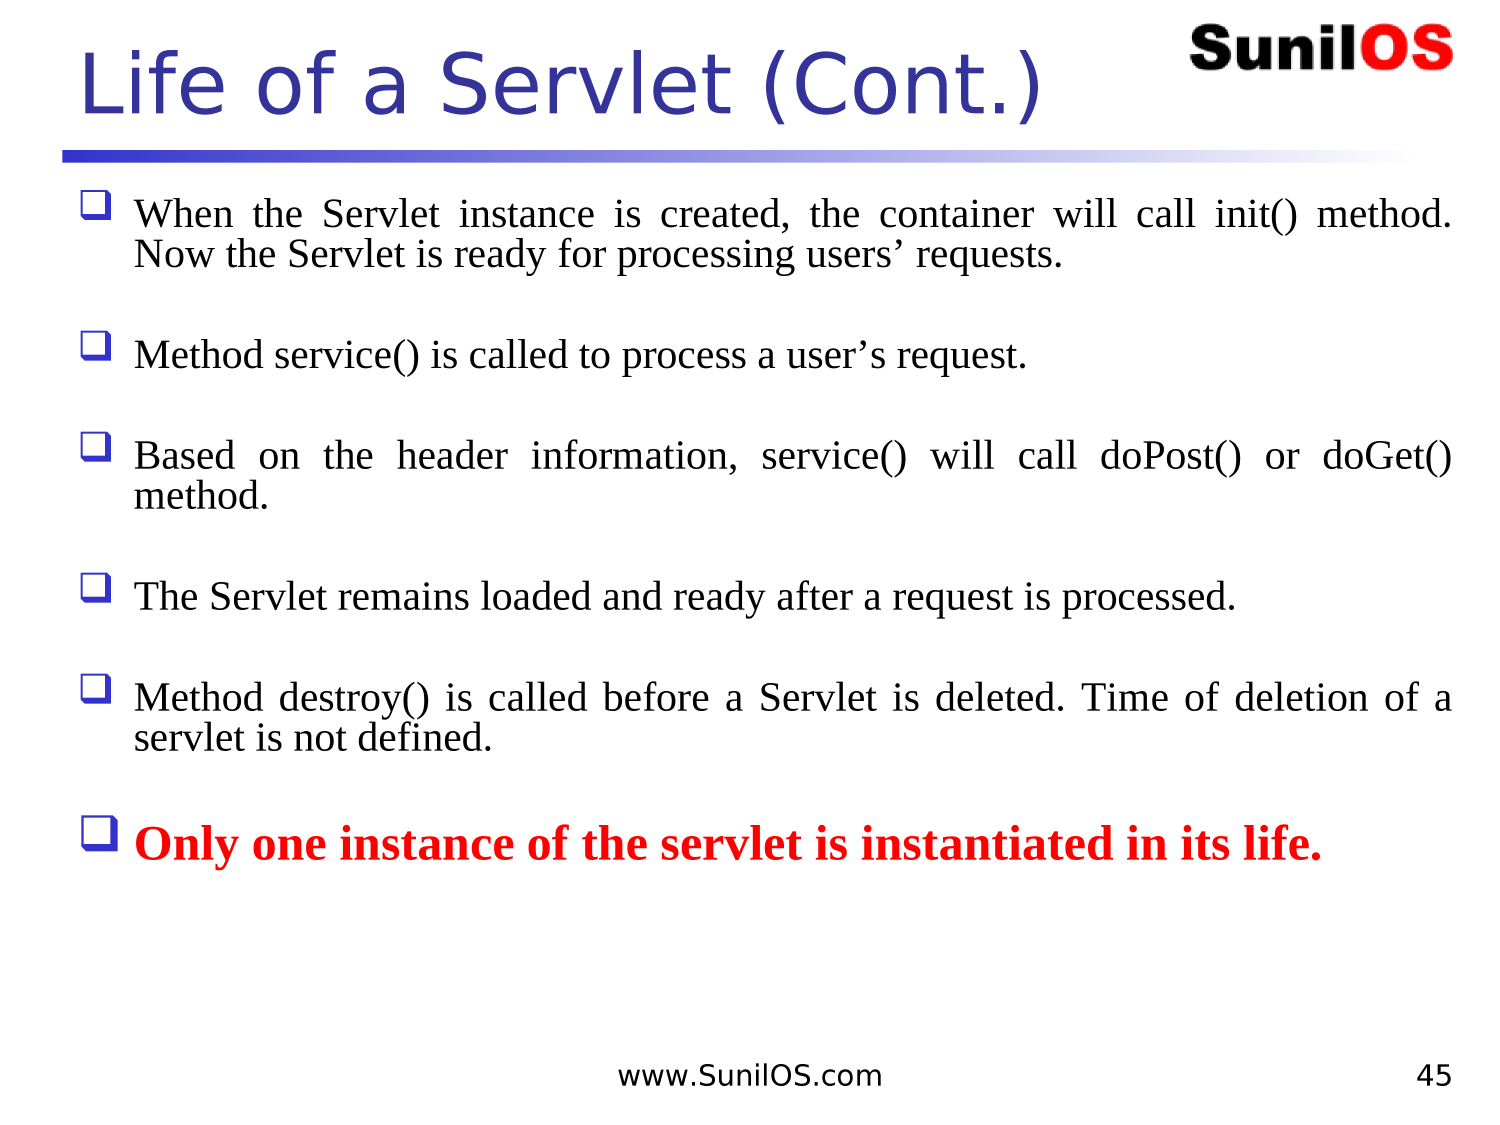 Life of a Servlet (Cont.)
SunilOS
When the Servlet instance is created, the container will call init() method.
Now the Servlet is ready for processing users’ requests.
Method service() is called to process a user’s request.
Based on the header information, service() will call doPost() or doGet()
method.
The Servlet remains loaded and ready after a request is processed.
Method destroy() is called before a Servlet is deleted. Time of deletion of a
servlet is not defined.
Only one instance of the servlet is instantiated in its life.
www.SunilOS.com
45